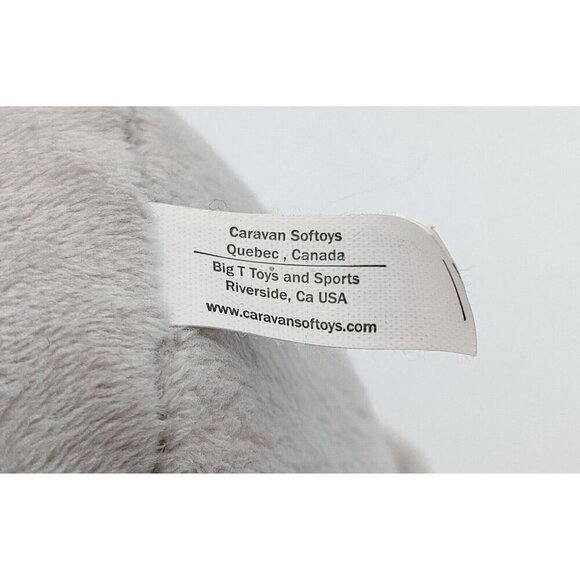 Caravan Softoys
Quebec , Canada
Big T Toys and Sports
Riverside, Ca USA
www.caravansoftoys.com